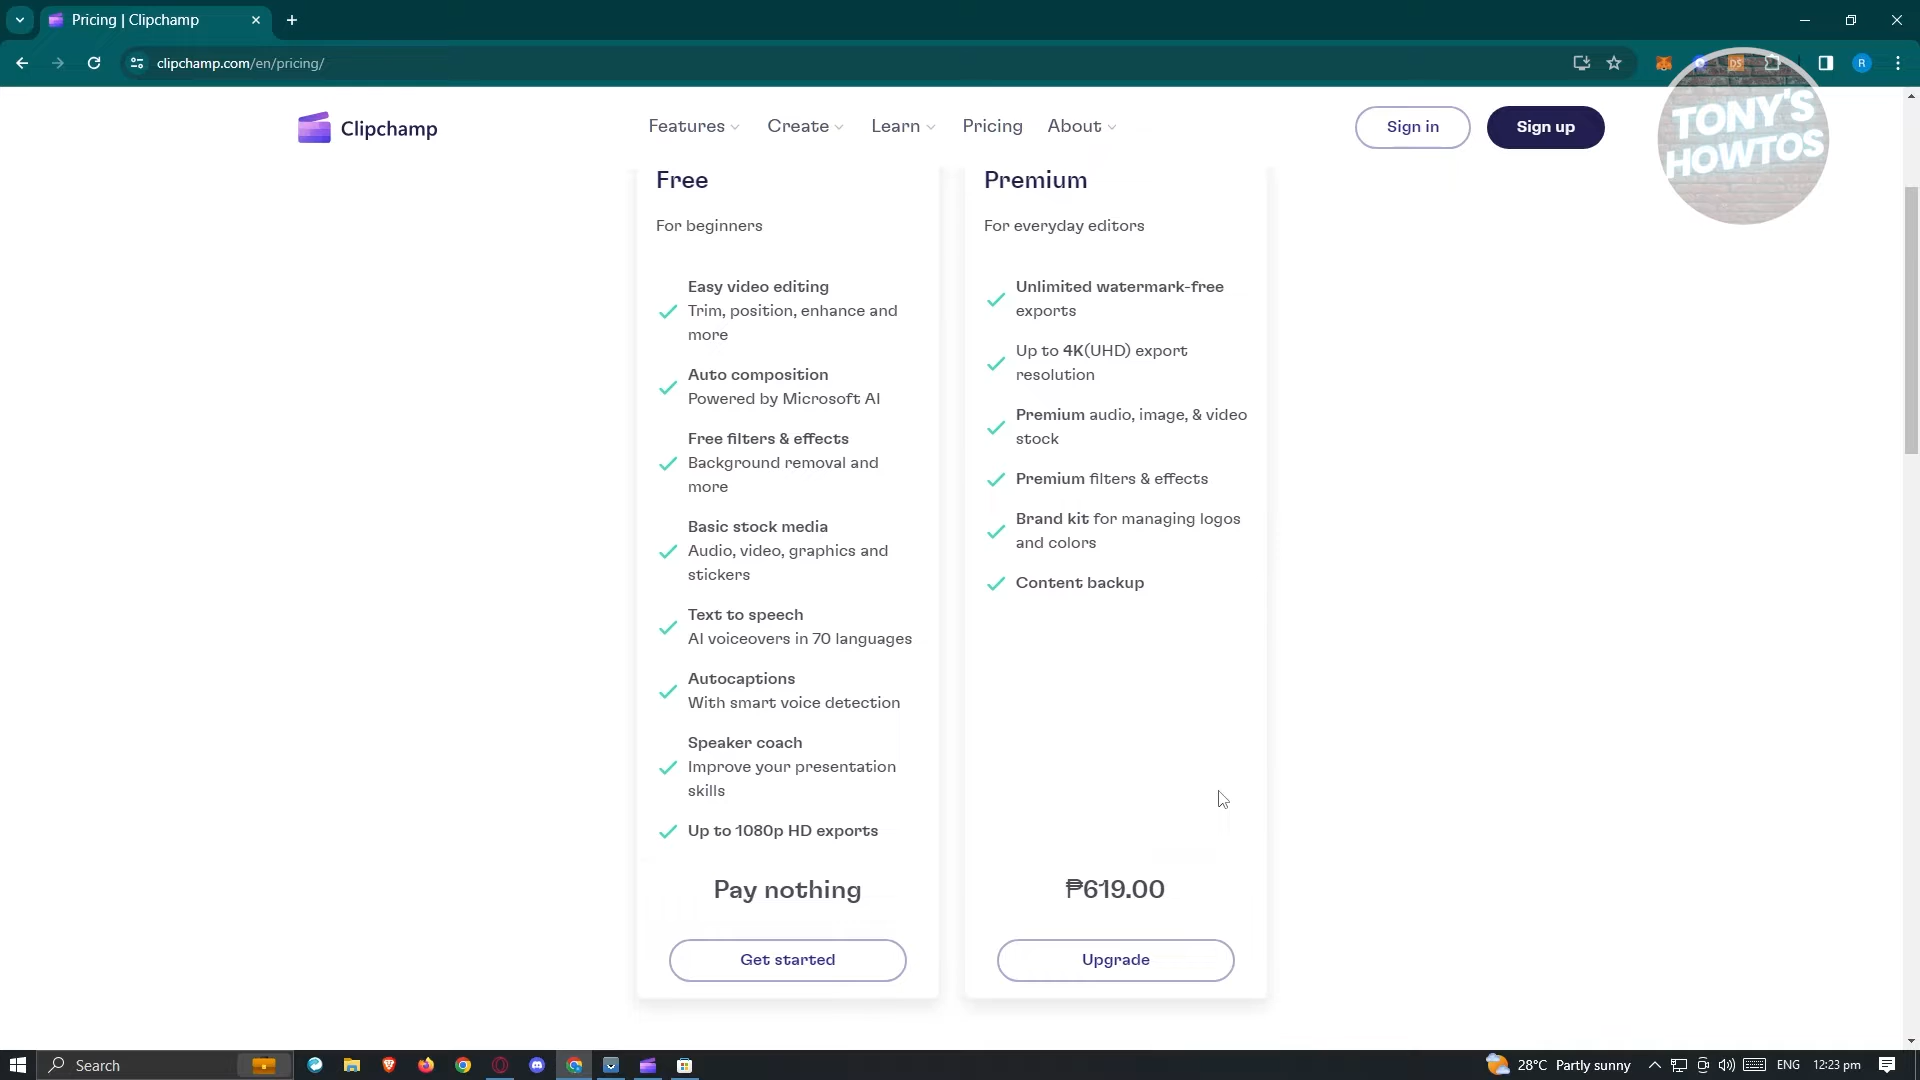 Pricing | Clipchamp
clipchamp.com/en/pricing/
DS
R
Clipchamp
Features
Create
Learn
Pricing
About
Sign in
Sign up
TONY'S
HOWTOS
Free
For beginners
Easy video editing
Trim, position, enhance and
more
Auto composition
Powered by Microsoft AI
Free filters & effects
Background removal and
more
Basic stock media
Audio, video, graphics and
stickers
Text to speech
AI voiceovers in 70 languages
Autocaptions
With smart voice detection
Speaker coach
Improve your presentation
skills
Up to 1080p HD exports
Pay nothing
Get started
Premium
For everyday editors
Unlimited watermark-free
exports
Up to 4K(UHD) export
resolution
Premium audio, image, & video
stock
Premium filters & effects
Brand kit for managing logos
and colors
Content backup
₱619.00
Upgrade
Search
28°C Partly sunny
ENG
12:23 pm